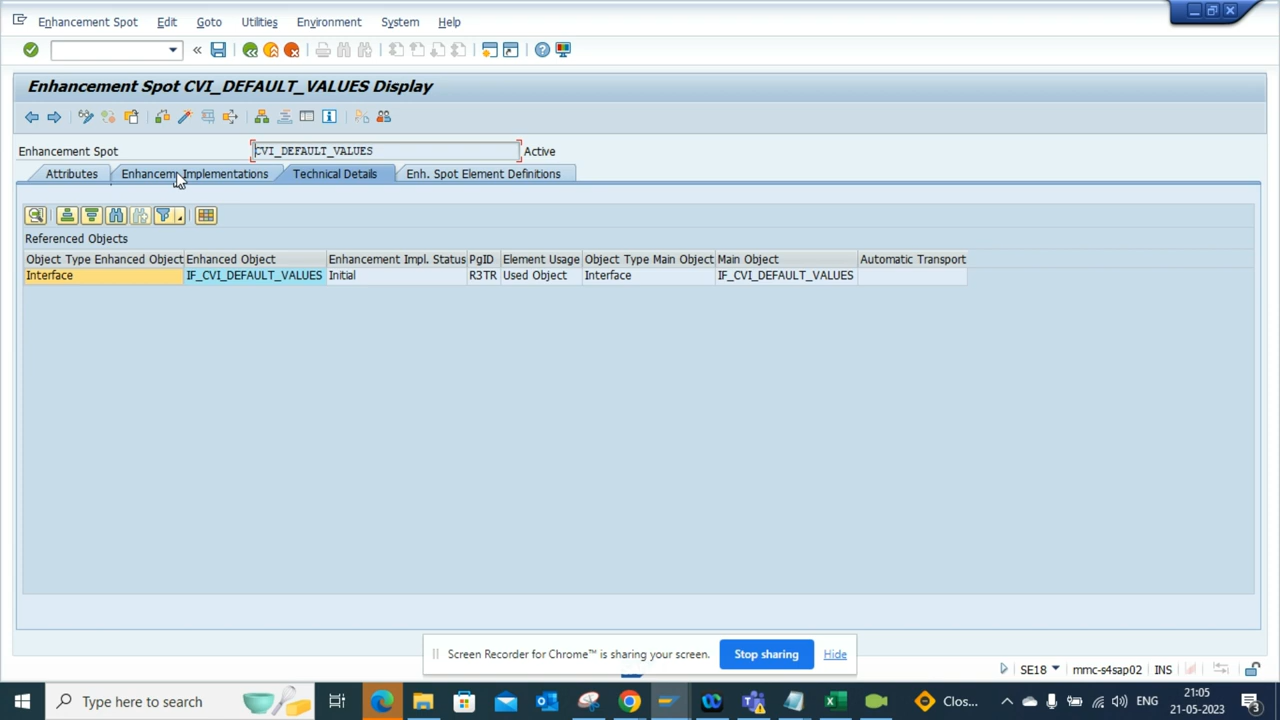 Enhancement Spot Edit Goto Utilities Environment System Help
Enhancement Spot CVI_DEFAULT_VALUES Display
Enhancement Spot CVI_DEFAULT_VALUES Active
Attributes Enhancem Implementations Technical Details Enh. Spot Element Definitions
Referenced Objects
Object Type Enhanced Object Enhanced Object Enhancement Impl. Status PgID Element Usage Object Type Main Object Main Object Automatic Transport
Interface IF_CVI_DEFAULT_VALUES Initial R3TR Used Object Interface IF_CVI_DEFAULT_VALUES
Screen Recorder for Chrome™ is sharing your screen. Stop sharing Hide
SE18 mmc-s4sap02 INS
Type here to search Clos... ENG 21:05
21-05-2023 3